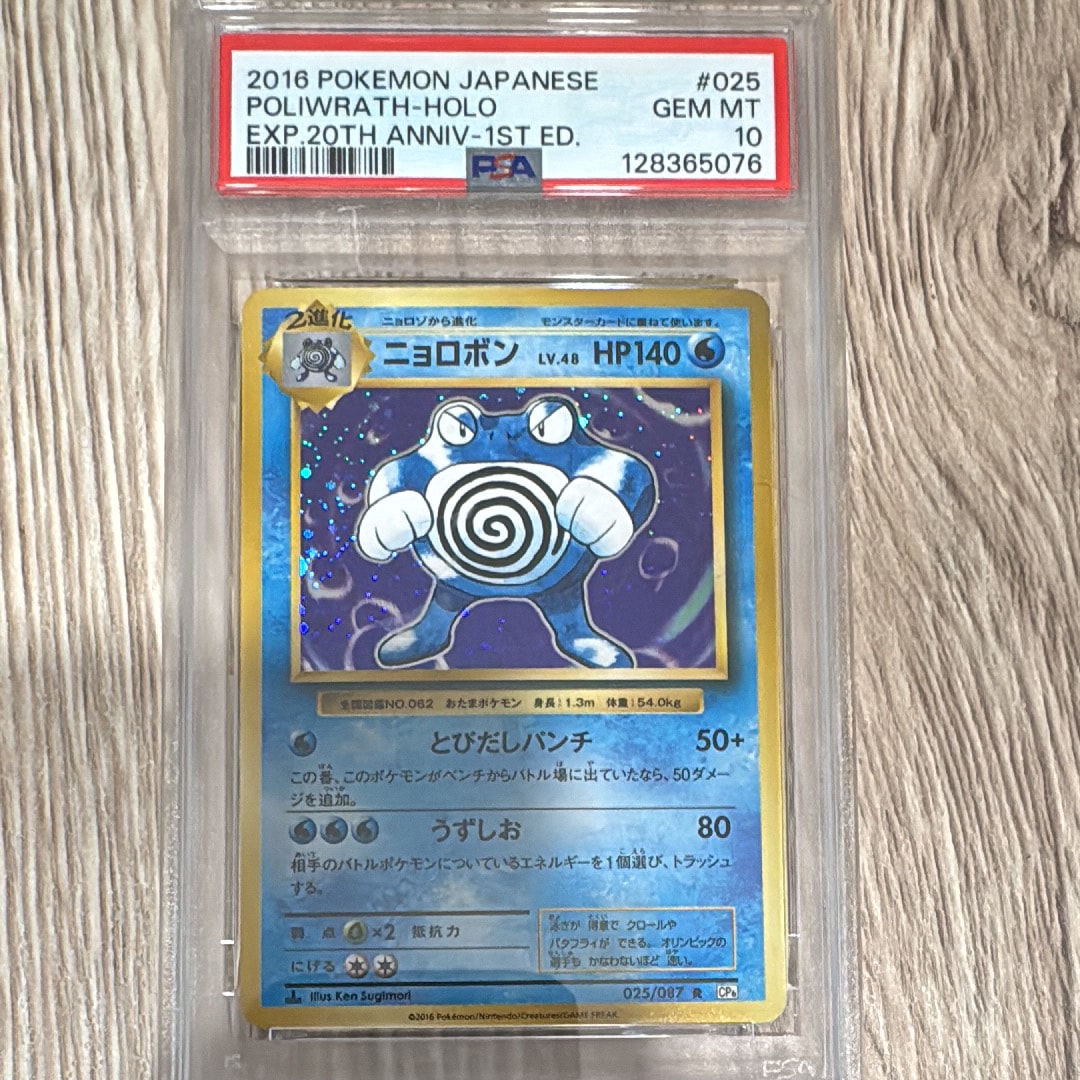 2016 POKEMON JAPANESE #025
POLIWRATH-HOLO GEM MT
EXP.20TH ANNIV-1ST ED. 10
PSA 128365076
2進化 ニョロゾから進化 モンスターカードに重ねて使います。
ニョロボン LV.48 HP140
全国図鑑NO.062 おたまポケモン 身長:1.3m 体重:54.0kg
とびだしパンチ 50+
この番、このポケモンがベンチからバトル場に出ていたなら、50ダメー
ジを追加。
うずしお 80
相手のバトルポケモンについているエネルギーを1個選び、トラッシュ
する。
弱 点 ×2 抵抗力
にげる
泳ぎが 得意で クロールや
バタフライが できる。オリンピックの
選手も かなわないほど 速い。
1 Illus. Ken Sugimori 025/087 R CP6
©2016 Pokémon/Nintendo/Creatures/GAME FREAK.
PSA